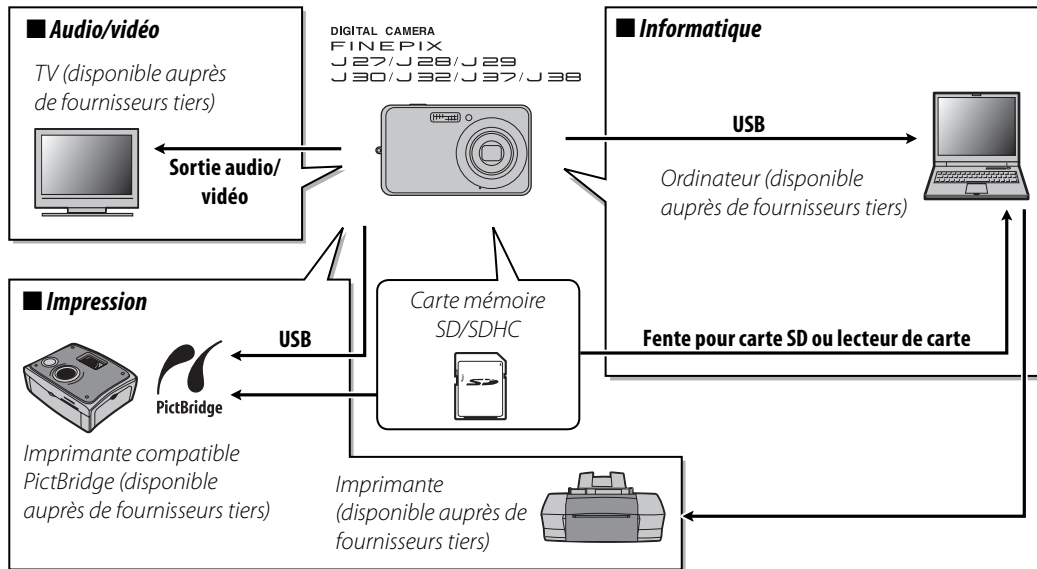 ■ Audio/vidéo
TV (disponible auprès
de fournisseurs tiers)
Sortie audio/
vidéo
DIGITAL CAMERA
FINEPIX
J27/J28/J29
J30/J32/J37/J38
■ Informatique
USB
Ordinateur (disponible
auprès de fournisseurs tiers)
■ Impression
USB
PictBridge
Imprimante compatible
PictBridge (disponible
auprès de fournisseurs tiers)
Carte mémoire
SD/SDHC
SD
Fente pour carte SD ou lecteur de carte
Imprimante
(disponible auprès de
fournisseurs tiers)